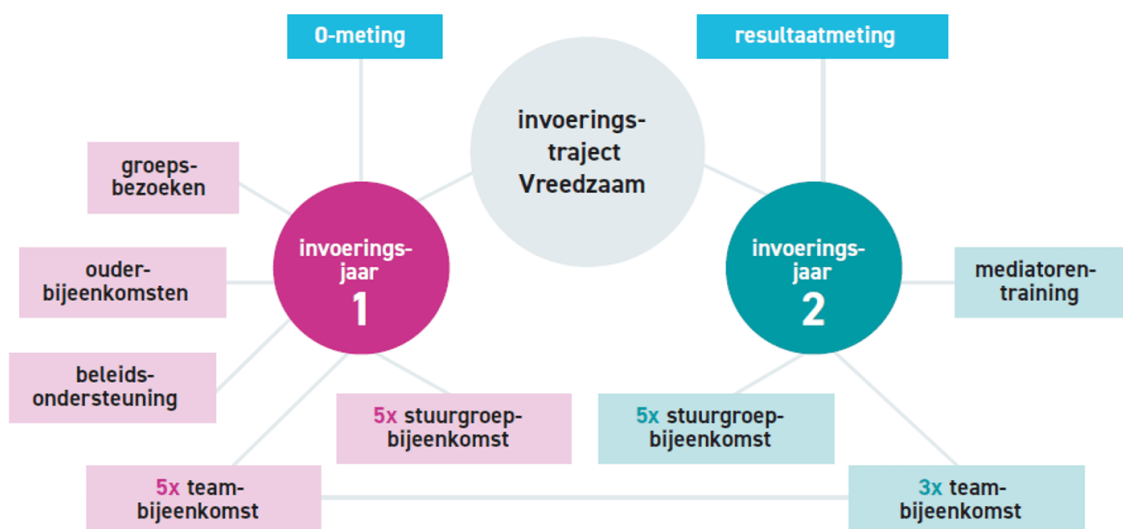 0-meting
resultaatmeting
invoerings-
traject
Vreedzaam
groeps-
bezoeken
invoerings-
jaar
1
invoerings-
jaar
2
ouder-
bijeenkomsten
mediatoren-
training
beleids-
ondersteuning
5x stuurgroep-
bijeenkomst
5x stuurgroep-
bijeenkomst
5x team-
bijeenkomst
3x team-
bijeenkomst